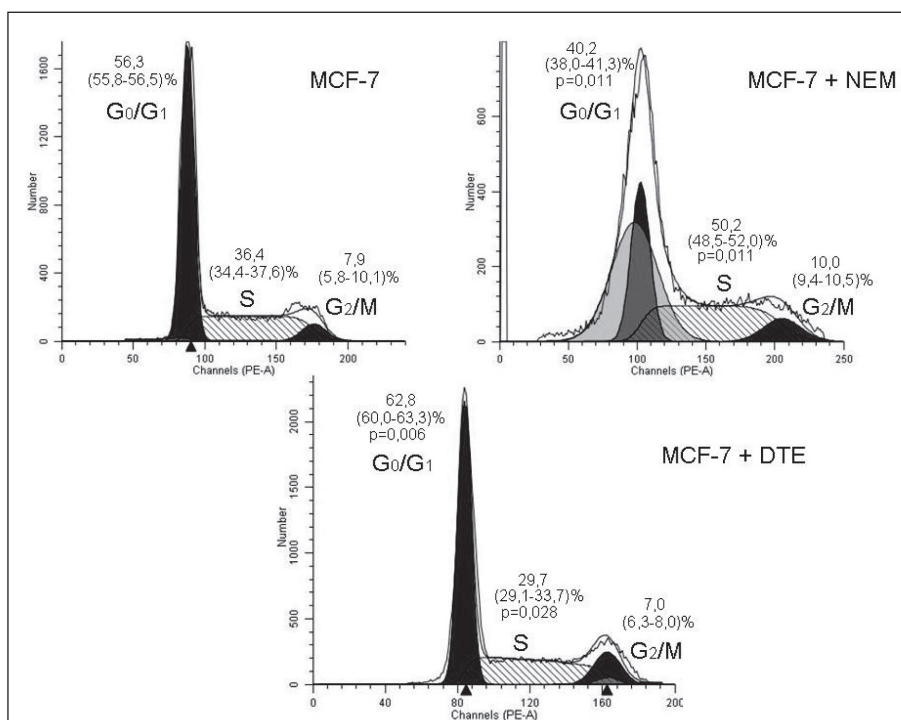 MCF-7
56,3
(55,8-56,5)%
G0/G1
36,4
(34,4-37,6)%
S
7,9
(5,8-10,1)%
G2/M
Number
0 400 800 1200 1600
0 100 200
Channels (PE-A)
MCF-7 + NEM
40,2
(38,0-41,3)%
p=0,011
G0/G1
50,2
(48,5-52,0)%
p=0,011
S
10,0
(9,4-10,5)%
G2/M
Number
0 200 400 600
0 50 100 150 200 250
Channels (PE-A)
MCF-7 + DTE
62,8
(60,0-63,3)%
p=0,006
G0/G1
29,7
(29,1-33,7)%
p=0,028
S
7,0
(6,3-8,0)%
G2/M
Number
0 500 1000 1500 2000
0 40 80 120 160 200
Channels (PE-A)